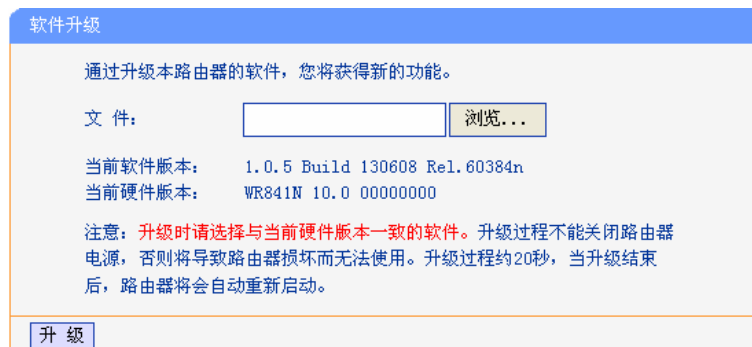 软件升级
通过升级本路由器的软件，您将获得新的功能。
文 件： 浏览...
当前软件版本： 1.0.5 Build 130608 Rel.60384n
当前硬件版本： WR841N 10.0 00000000
注意：升级时请选择与当前硬件版本一致的软件。升级过程不能关闭路由器
电源，否则将导致路由器损坏而无法使用。升级过程约20秒，当升级结束
后，路由器将会自动重新启动。
升 级